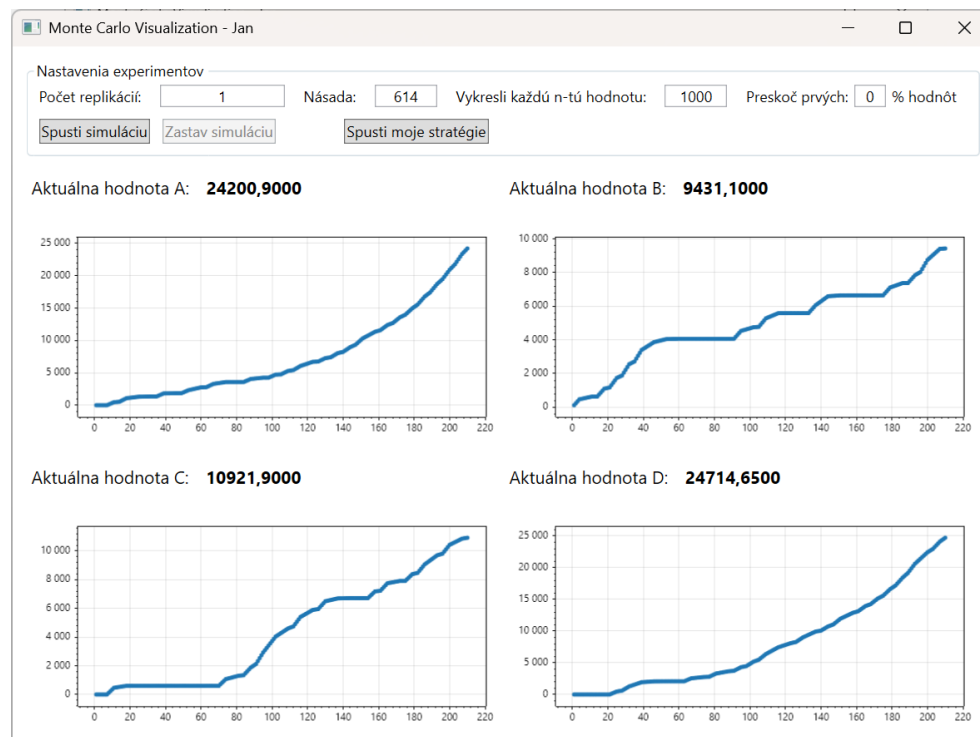 Monte Carlo Visualization - Jan
Nastavenia experimentov
Počet replikácií: 1 Násada: 614 Vykresli každú n-tú hodnotu: 1000 Preskoč prvých: 0 % hodnôt
Spusti simuláciu Zastav simuláciu Spusti moje stratégie
Aktuálna hodnota A: 24200,9000
25 000
20 000
15 000
10 000
5 000
0
0 20 40 60 80 100 120 140 160 180 200 220
Aktuálna hodnota B: 9431,1000
10 000
8 000
6 000
4 000
2 000
0
0 20 40 60 80 100 120 140 160 180 200 220
Aktuálna hodnota C: 10921,9000
10 000
8 000
6 000
4 000
2 000
0
0 20 40 60 80 100 120 140 160 180 200 220
Aktuálna hodnota D: 24714,6500
25 000
20 000
15 000
10 000
5 000
0
0 20 40 60 80 100 120 140 160 180 200 220